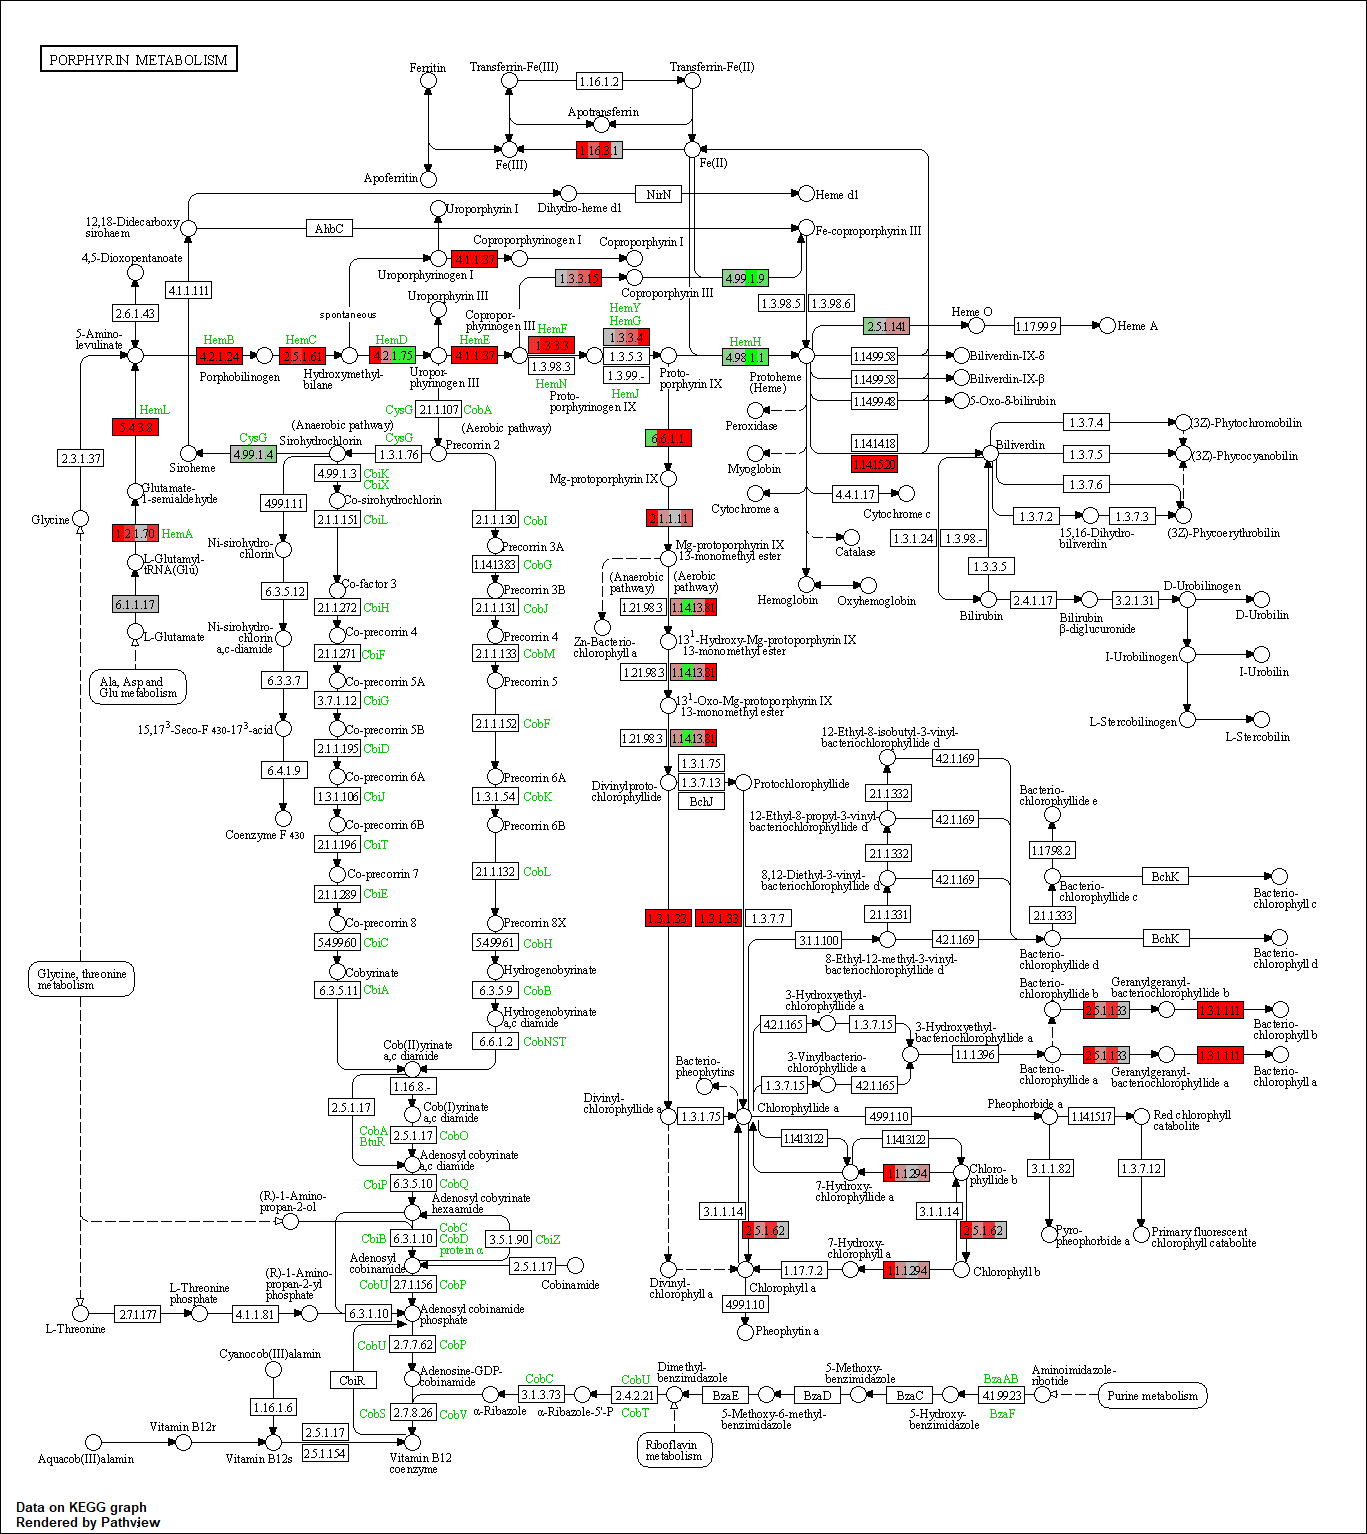 PORPHYRIN METABOLISM
Ferritin
Transferrin-Fe(III)
1.16.1.2
Transferrin-Fe(II)
Apotransferrin
Fe(III)
1.16.3.1
Fe(II)
Apoferritin
Uroporphyrin I
Dihydro-heme d1
NirN
Heme d1
12,18-Didecarboxy
sirohaem
AhbC
Fe-coproporphyrin III
4,5-Dioxopentanoate
4.1.1.111
Uroporphyrinogen I
4.1.1.37
Coproporphyrinogen I
Coproporphyrin I
1.3.3.15
Coproporphyrin III
4.99.1.9
2.6.1.43
spontaneous
Uroporphyrin III
Copropor-
phyrinogen III
HemY
HemG
1.3.98.5
1.3.98.6
Heme O
2.5.1.141
1.17.99.9
Heme A
5-Amino-
levulinate
HemB
4.2.1.24
Porphobilinogen
HemC
2.5.1.61
Hydroxymethyl-
bilane
HemD
4.2.1.75
Uropor-
phyrinogen III
HemE
4.1.1.37
HemF
1.3.3.3
1.3.98.3
HemN
Proto-
porphyrinogen IX
1.3.3.4
1.3.5.3
1.3.99.-
HemJ
Proto-
porphyrin IX
HemH
4.98.1.1
Protoheme
(Heme)
1.14.99.58
Biliverdin-IX-δ
1.14.99.58
Biliverdin-IX-β
1.14.99.48
5-Oxo-δ-bilirubin
HemL
5.4.3.8
CysG
2.1.1.107
CobA
(Anaerobic pathway)
(Aerobic pathway)
Sirohydrochlorin
CysG
1.3.1.76
Precorrin 2
CysG
4.99.1.4
Siroheme
2.3.1.37
Glycine
Glutamate-
1-semialdehyde
1.2.1.70
HemA
L-Glutamyl-
tRNA(Glu)
6.1.1.17
L-Glutamate
Ala, Asp and
Glu metabolism
Peroxidase
Myoglobin
Cytochrome a
4.4.1.17
Cytochrome c
Catalase
Hemoglobin
Oxyhemoglobin
1.14.14.18
1.14.15.20
Biliverdin
1.3.7.4
(3Z)-Phytochromobilin
1.3.7.5
(3Z)-Phycocyanobilin
1.3.7.6
1.3.7.2
15,16-Dihydro-
biliverdin
1.3.7.3
(3Z)-Phycoerythrobilin
1.3.1.24
1.3.98.-
1.3.3.5
Bilirubin
2.4.1.17
Bilirubin
β-diglucuronide
3.2.1.31
D-Urobilinogen
D-Urobilin
I-Urobilinogen
I-Urobilin
L-Stercobilinogen
L-Stercobilin
4.99.1.11
Ni-sirohydro-
chlorin
6.3.5.12
Ni-sirohydro-
chlorin
a,c-diamide
6.3.3.7
15,17³-Seco-F 430-17³-acid
6.4.1.9
Coenzyme F 430
4.99.1.3
CbiK
CbiX
Co-sirohydrochlorin
2.1.1.151
CbiL
Co-factor 3
2.1.1.272
CbiH
Co-precorrin 4
2.1.1.271
CbiF
Co-precorrin 5A
3.7.1.12
CbiG
Co-precorrin 5B
2.1.1.195
CbiD
Co-precorrin 6A
1.3.1.106
CbiJ
Co-precorrin 6B
2.1.1.196
CbiT
Co-precorrin 7
2.1.1.289
CbiE
Co-precorrin 8
5.4.99.60
CbiC
Cobyrinate
6.3.5.11
CbiA
2.1.1.130
CobI
Precorrin 3A
1.14.13.83
CobG
Precorrin 3B
2.1.1.131
CobJ
Precorrin 4
2.1.1.133
CobM
Precorrin 5
2.1.1.152
CobF
Precorrin 6A
1.3.1.54
CobK
Precorrin 6B
2.1.1.132
CobL
Precorrin 8X
5.4.99.61
CobH
Hydrogenobyrinate
6.3.5.9
CobB
Hydrogenobyrinate
a,c diamide
6.6.1.2
CobNST
6.6.1.1
Mg-protoporphyrin IX
2.1.1.11
Mg-protoporphyrin IX
13-monomethyl ester
(Anaerobic
pathway)
(Aerobic
pathway)
Zn-Bacterio-
chlorophyll a
1.21.98.3
1.14.13.81
13¹-Hydroxy-Mg-protoporphyrin IX
13-monomethyl ester
1.21.98.3
1.14.13.81
13¹-Oxo-Mg-protoporphyrin IX
13-monomethyl ester
1.21.98.3
1.14.13.81
Divinylproto-
chlorophyllide
1.3.1.75
1.3.7.13
BchJ
Protochlorophyllide
1.3.1.33
1.3.1.33
1.3.7.7
12-Ethyl-8-isobutyl-3-vinyl-
bacteriochlorophyllide d
4.2.1.169
2.1.1.332
12-Ethyl-8-propyl-3-vinyl-
bacteriochlorophyllide d
4.2.1.169
2.1.1.332
8,12-Diethyl-3-vinyl-
bacteriochlorophyllide d
4.2.1.169
2.1.1.331
3.1.1.100
8-Ethyl-12-methyl-3-vinyl-
bacteriochlorophyllide d
4.2.1.169
Bacterio-
chlorophyllide e
1.17.98.2
Bacterio-
chlorophyllide c
BchK
Bacterio-
chlorophyll c
2.1.1.333
Bacterio-
chlorophyllide d
BchK
Bacterio-
chlorophyll d
Bacterio-
chlorophyllide b
2.5.1.133
Geranylgeranyl-
bacteriochlorophyllide b
1.3.1.111
Bacterio-
chlorophyll b
3-Hydroxyethyl-
chlorophyllide a
4.2.1.165
1.3.7.15
3-Hydroxyethyl-
bacteriochlorophyllide a
3-Vinylbacterio-
chlorophyllide a
1.3.7.15
4.2.1.165
1.1.1.396
Bacterio-
chlorophyllide a
2.5.1.133
Geranylgeranyl-
bacteriochlorophyllide a
1.3.1.111
Bacterio-
chlorophyll a
Bacterio-
pheophytins
Divinyl-
chlorophyllide a
1.3.1.75
Chlorophyllide a
4.99.1.10
Pheophorbide a
1.14.15.17
Red chlorophyll
catabolite
1.14.13.122
1.14.13.122
7-Hydroxy-
chlorophyllide a
1.1.1.294
Chloro-
phyllide b
3.1.1.82
1.3.7.12
Pyro-
pheophorbide a
Primary fluorescent
chlorophyll catabolite
3.1.1.14
2.5.1.62
3.1.1.14
2.5.1.62
Divinyl-
chlorophyll a
Chlorophyll a
1.17.7.2
7-Hydroxy-
chlorophyll a
1.1.1.294
Chlorophyll b
4.99.1.10
Pheophytin a
Glycine, threonine
metabolism
Cob(II)yrinate
a,c diamide
1.16.8.-
2.5.1.17
Cob(I)yrinate
a,c diamide
CobA
BtuR
2.5.1.17
CobO
Adenosyl cobyrinate
a,c diamide
CbiP
6.3.5.10
CobQ
Adenosyl cobyrinate
hexaamide
(R)-1-Amino-
propan-2-ol
CbiB
6.3.1.10
CobC
CobD
protein α
3.5.1.90
CbiZ
Adenosyl
cobinamide
2.5.1.17
Cobinamide
CobU
2.7.1.156
CobP
L-Threonine
2.7.1.177
L-Threonine
phosphate
4.1.1.81
(R)-1-Amino-
propan-2-yl
phosphate
6.3.1.10
Adenosyl cobinamide
phosphate
CobU
2.7.7.62
CobP
Cyanocob(III)alamin
CbiR
Adenosine-GDP-
cobinamide
1.16.1.6
CobS
2.7.8.26
CobV
α-Ribazole
CobC
3.1.3.73
α-Ribazole-5'-P
CobU
2.4.2.21
CobT
Dimethyl-
benzimidazole
BzaE
5-Methoxy-6-methyl-
benzimidazole
BzaD
5-Methoxy-
benzimidazole
BzaC
5-Hydroxy-
benzimidazole
BzaAB
4.1.99.23
BzaF
Aminoimidazole-
ribotide
Purine metabolism
Riboflavin
metabolism
Aquacob(III)alamin
Vitamin B12r
Vitamin B12s
2.5.1.17
2.5.1.154
Vitamin B12
coenzyme
Data on KEGG graph
Rendered by Pathview